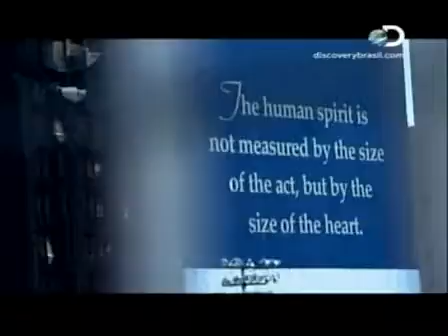 discoverybrasil.com
The human spirit is
not measured by the size
of the act, but by the
size of the heart.